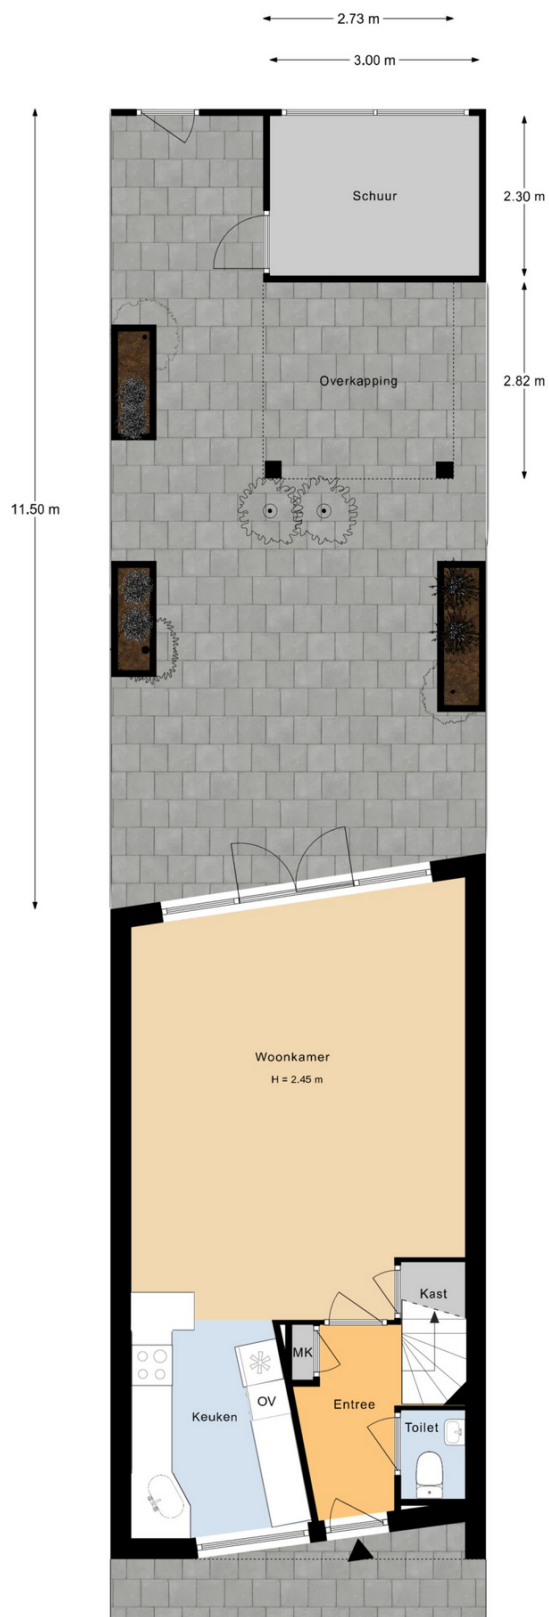 2.73 m
3.00 m
Schuur
2.30 m
Overkapping
2.82 m
11.50 m
Woonkamer
H = 2.45 m
Kast
MK
OV
Entree
Keuken
Toilet